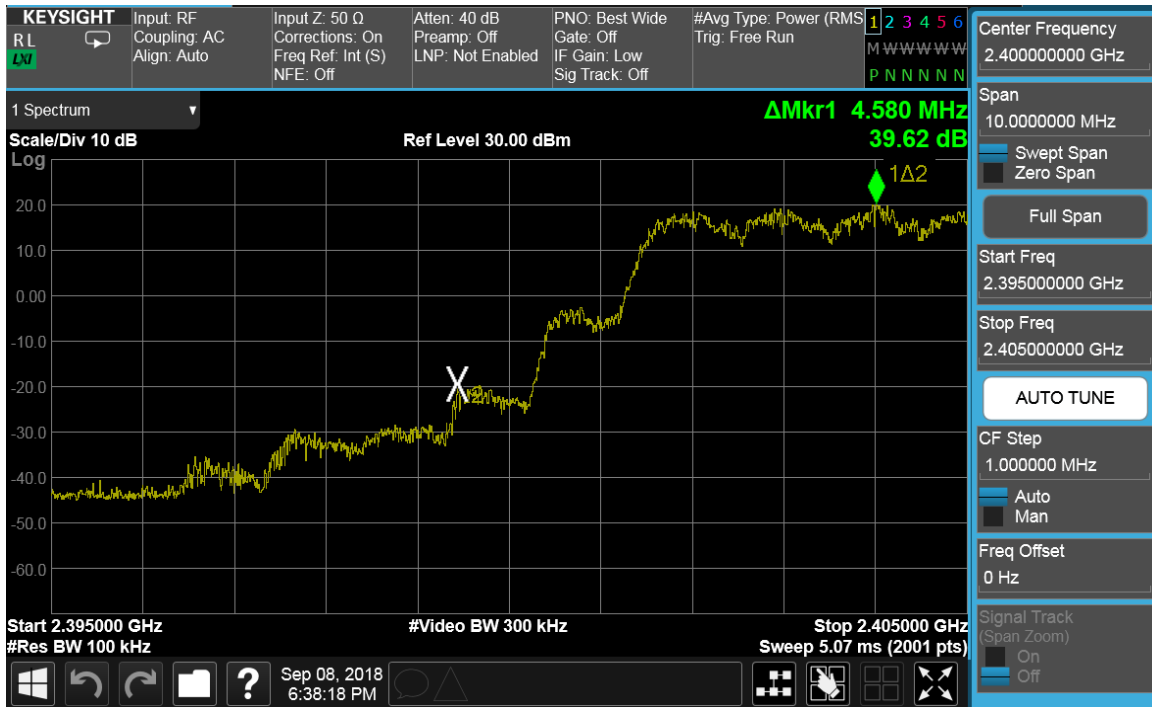 KEYSIGHT
RL
LXI
Input: RF
Coupling: AC
Align: Auto
Input Z: 50 Ω
Corrections: On
Freq Ref: Int (S)
NFE: Off
Atten: 40 dB
Preamp: Off
LNP: Not Enabled
PNO: Best Wide
Gate: Off
IF Gain: Low
Sig Track: Off
#Avg Type: Power (RMS
Trig: Free Run
1 2 3 4 5 6
M W W W W W
P N N N N N
1 Spectrum
Scale/Div 10 dB
Ref Level 30.00 dBm
ΔMkr1 4.580 MHz
39.62 dB
Log
1Δ2
20.0
10.0
0.00
-10.0
-20.0
-30.0
-40.0
-50.0
-60.0
X2
Start 2.395000 GHz
#Video BW 300 kHz
Stop 2.405000 GHz
#Res BW 100 kHz
Sweep 5.07 ms (2001 pts)
?
Sep 08, 2018
6:38:18 PM
Center Frequency
2.400000000 GHz
Span
10.0000000 MHz
Swept Span
Zero Span
Full Span
Start Freq
2.395000000 GHz
Stop Freq
2.405000000 GHz
AUTO TUNE
CF Step
1.000000 MHz
Auto
Man
Freq Offset
0 Hz
Signal Track
(Span Zoom)
On
Off